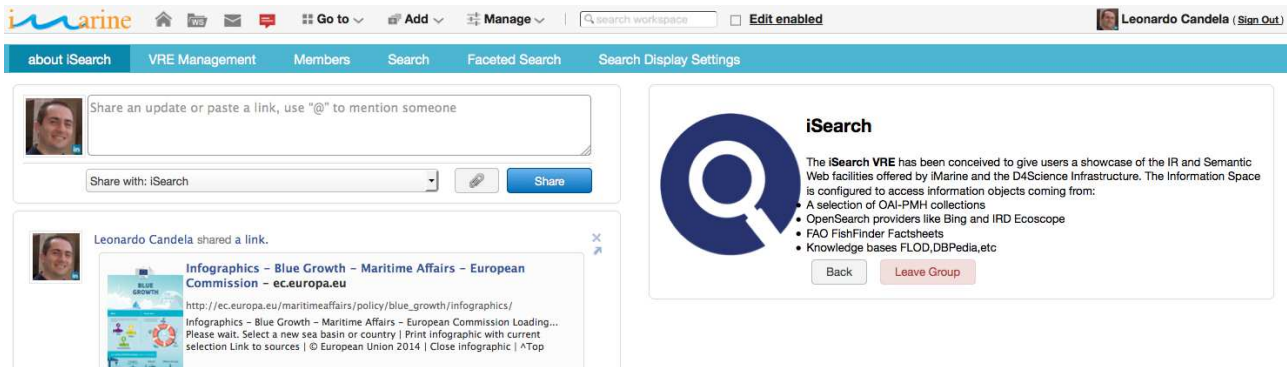 imarine
WS
Go to
Add
Manage
search workspace
Edit enabled
Leonardo Candela (Sign Out)
about iSearch
VRE Management
Members
Search
Faceted Search
Search Display Settings
Share an update or paste a link, use "@" to mention someone
Share with: iSearch
Share
Leonardo Candela shared a link.
BLUE
GROWTH
Infographics – Blue Growth – Maritime Affairs – European
Commission – ec.europa.eu
http://ec.europa.eu/maritimeaffairs/policy/blue_growth/infographics/
Infographics – Blue Growth – Maritime Affairs – European Commission Loading...
Please wait. Select a new sea basin or country | Print infographic with current
selection Link to sources | © European Union 2014 | Close infographic | ^Top
iSearch
The iSearch VRE has been conceived to give users a showcase of the IR and Semantic
Web facilities offered by iMarine and the D4Science Infrastructure. The Information Space
is configured to access information objects coming from:
• A selection of OAI-PMH collections
• OpenSearch providers like Bing and IRD Ecoscope
• FAO FishFinder Factsheets
• Knowledge bases FLOD,DBPedia,etc
Back
Leave Group